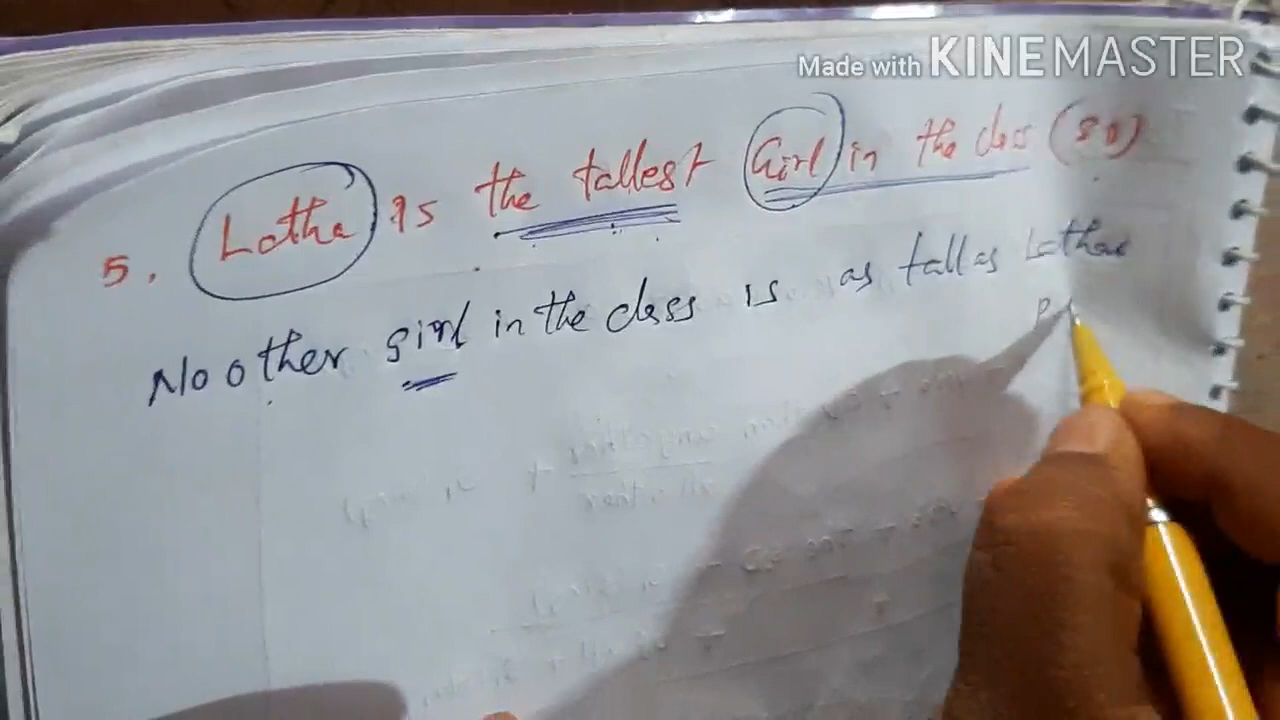 Made with KINEMASTER
5. Latha is the tallest Girl in the class (SD)
No other girl in the class is as tall as Latha
P